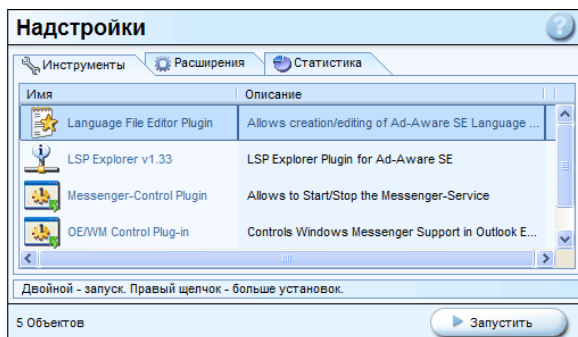 Надстройки
Инструменты Расширения Статистика
Имя Описание
Language File Editor Plugin Allows creation/editing of Ad-Aware SE Language ...
LSP Explorer v1.33 LSP Explorer Plugin for Ad-Aware SE
Messenger-Control Plugin Allows to Start/Stop the Messenger-Service
OE/WM Control Plug-in Controls Windows Messenger Support in Outlook E...
Двойной - запуск. Правый щелчок - больше установок.
5 Объектов Запустить